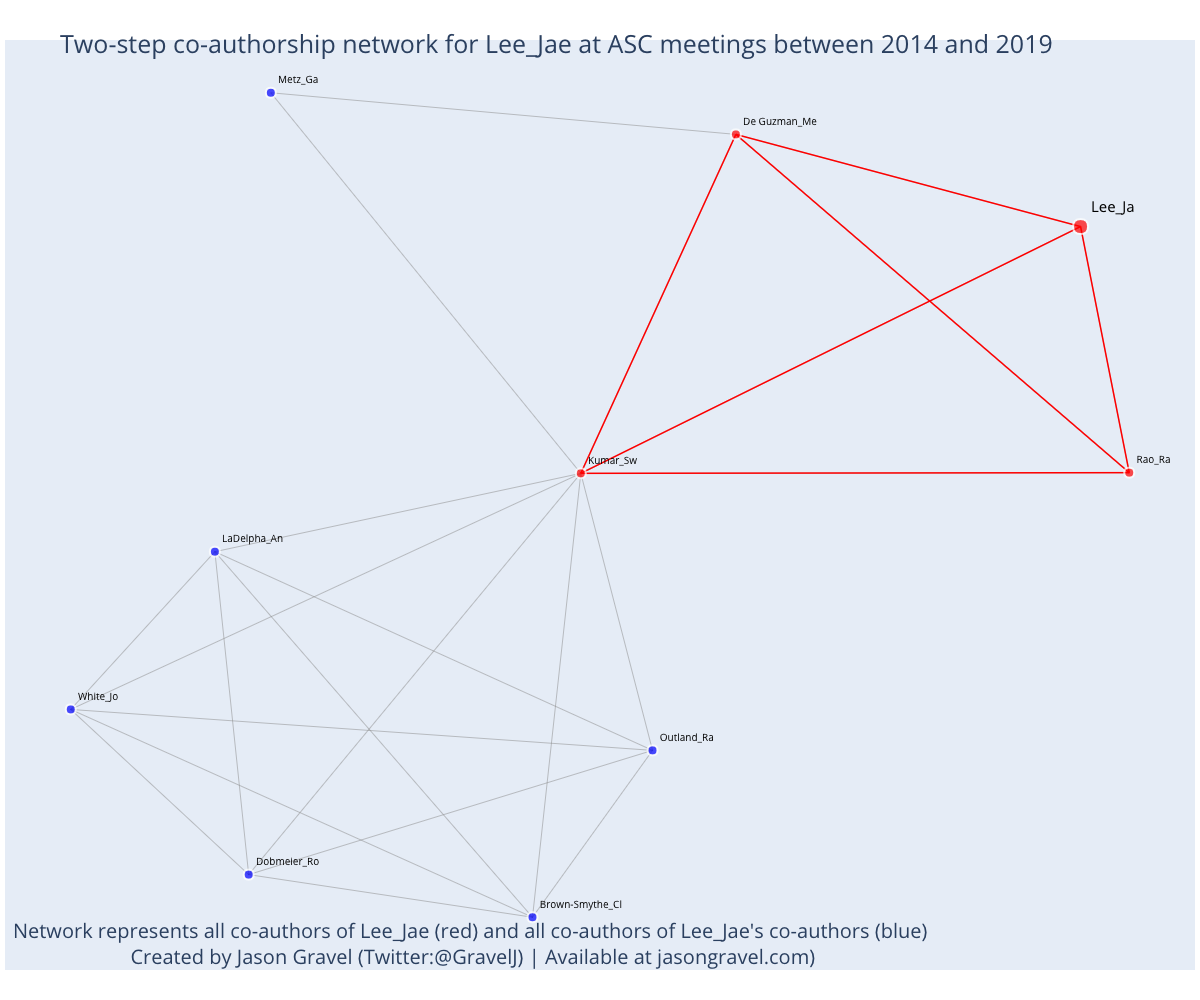 Two-step co-authorship network for Lee_Jae at ASC meetings between 2014 and 2019
Metz_Ga
De Guzman_Me
Lee_Ja
Kumar_Sw
Rao_Ra
LaDelpha_An
White_Jo
Outland_Ra
Dobmeier_Ro
Brown-Smythe_Cl
Network represents all co-authors of Lee_Jae (red) and all co-authors of Lee_Jae's co-authors (blue)
Created by Jason Gravel (Twitter:@GravelJ) | Available at jasongravel.com)